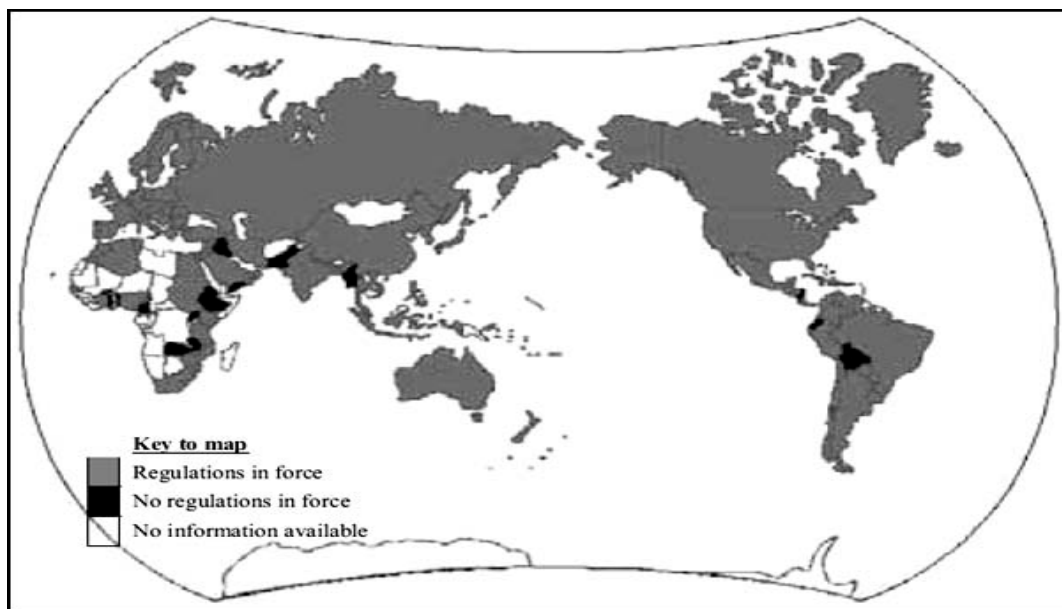 Key to map
Regulations in force
No regulations in force
No information available